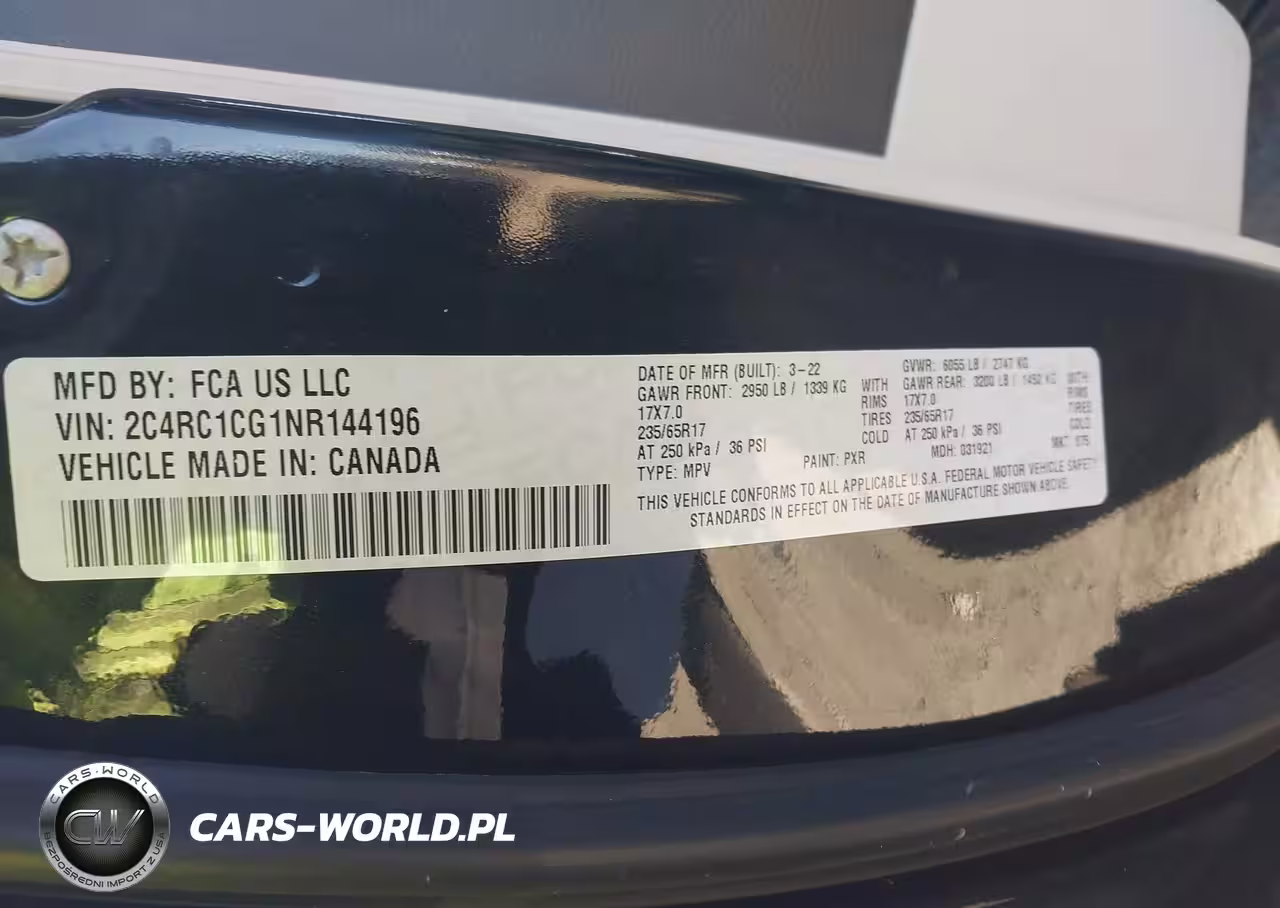 MFD BY: FCA US LLC
VIN: 2C4RC1CG1NR144196
VEHICLE MADE IN: CANADA
DATE OF MFR (BUILT): 3-22
GAWR FRONT: 2950 LB / 1339 KG WITH
17X7.0 RIMS
235/65R17 TIRES
AT 250 kPa / 36 PSI COLD
TYPE: MPV
PAINT: PXR
GVWR: 6055 LB / 2747 KG
GAWR REAR: 3200 LB / 1452 KG WITH
17X7.0 RIMS
235/65R17 TIRES
AT 250 kPa / 36 PSI COLD
MDH: 031921
MKT:
THIS VEHICLE CONFORMS TO ALL APPLICABLE U.S.A. FEDERAL MOTOR VEHICLE SAFETY
STANDARDS IN EFFECT ON THE DATE OF MANUFACTURE SHOWN ABOVE.
CARS-WORLD
CW
BEZPOŚREDNI IMPORT Z USA
CARS-WORLD.PL